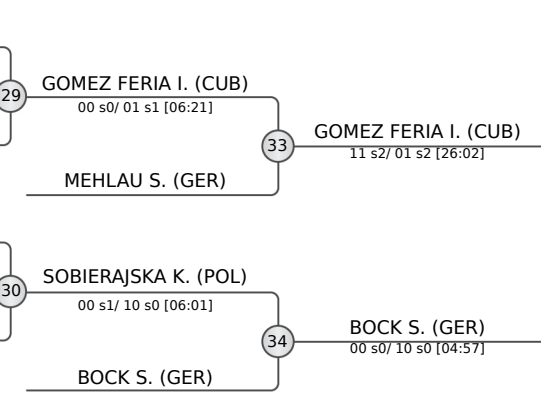 29
GOMEZ FERIA I. (CUB)
00 s0/ 01 s1 [06:21]
33
GOMEZ FERIA I. (CUB)
11 s2/ 01 s2 [26:02]
MEHLAU S. (GER)
30
SOBIERAJSKA K. (POL)
00 s1/ 10 s0 [06:01]
34
BOCK S. (GER)
00 s0/ 10 s0 [04:57]
BOCK S. (GER)